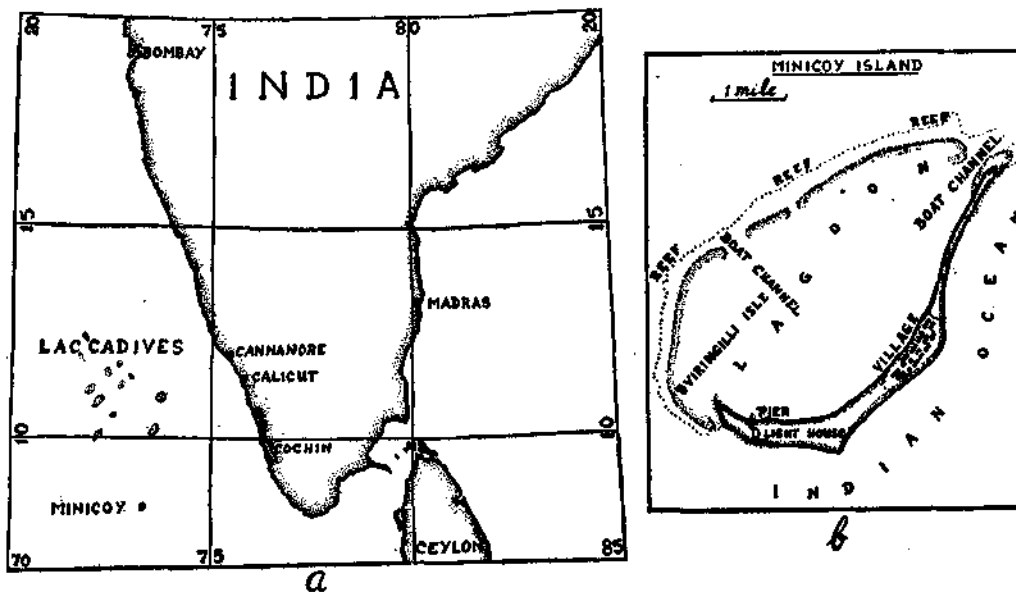 20
75
80
20
BOMBAY
INDIA
15
15
MADRAS
LACCADIVES
CANNANORE
CALICUT
10
COCHIN
MINICOY
CEYLON
70
75
85
a
MINICOY ISLAND
1 mile
REEF
REEF
REEF
BOAT CHANNEL
BOAT CHANNEL
LAGOON
VIRINGILLI ISLE
VILLAGE
PIER
LIGHT HOUSE
INDIAN OCEAN
b